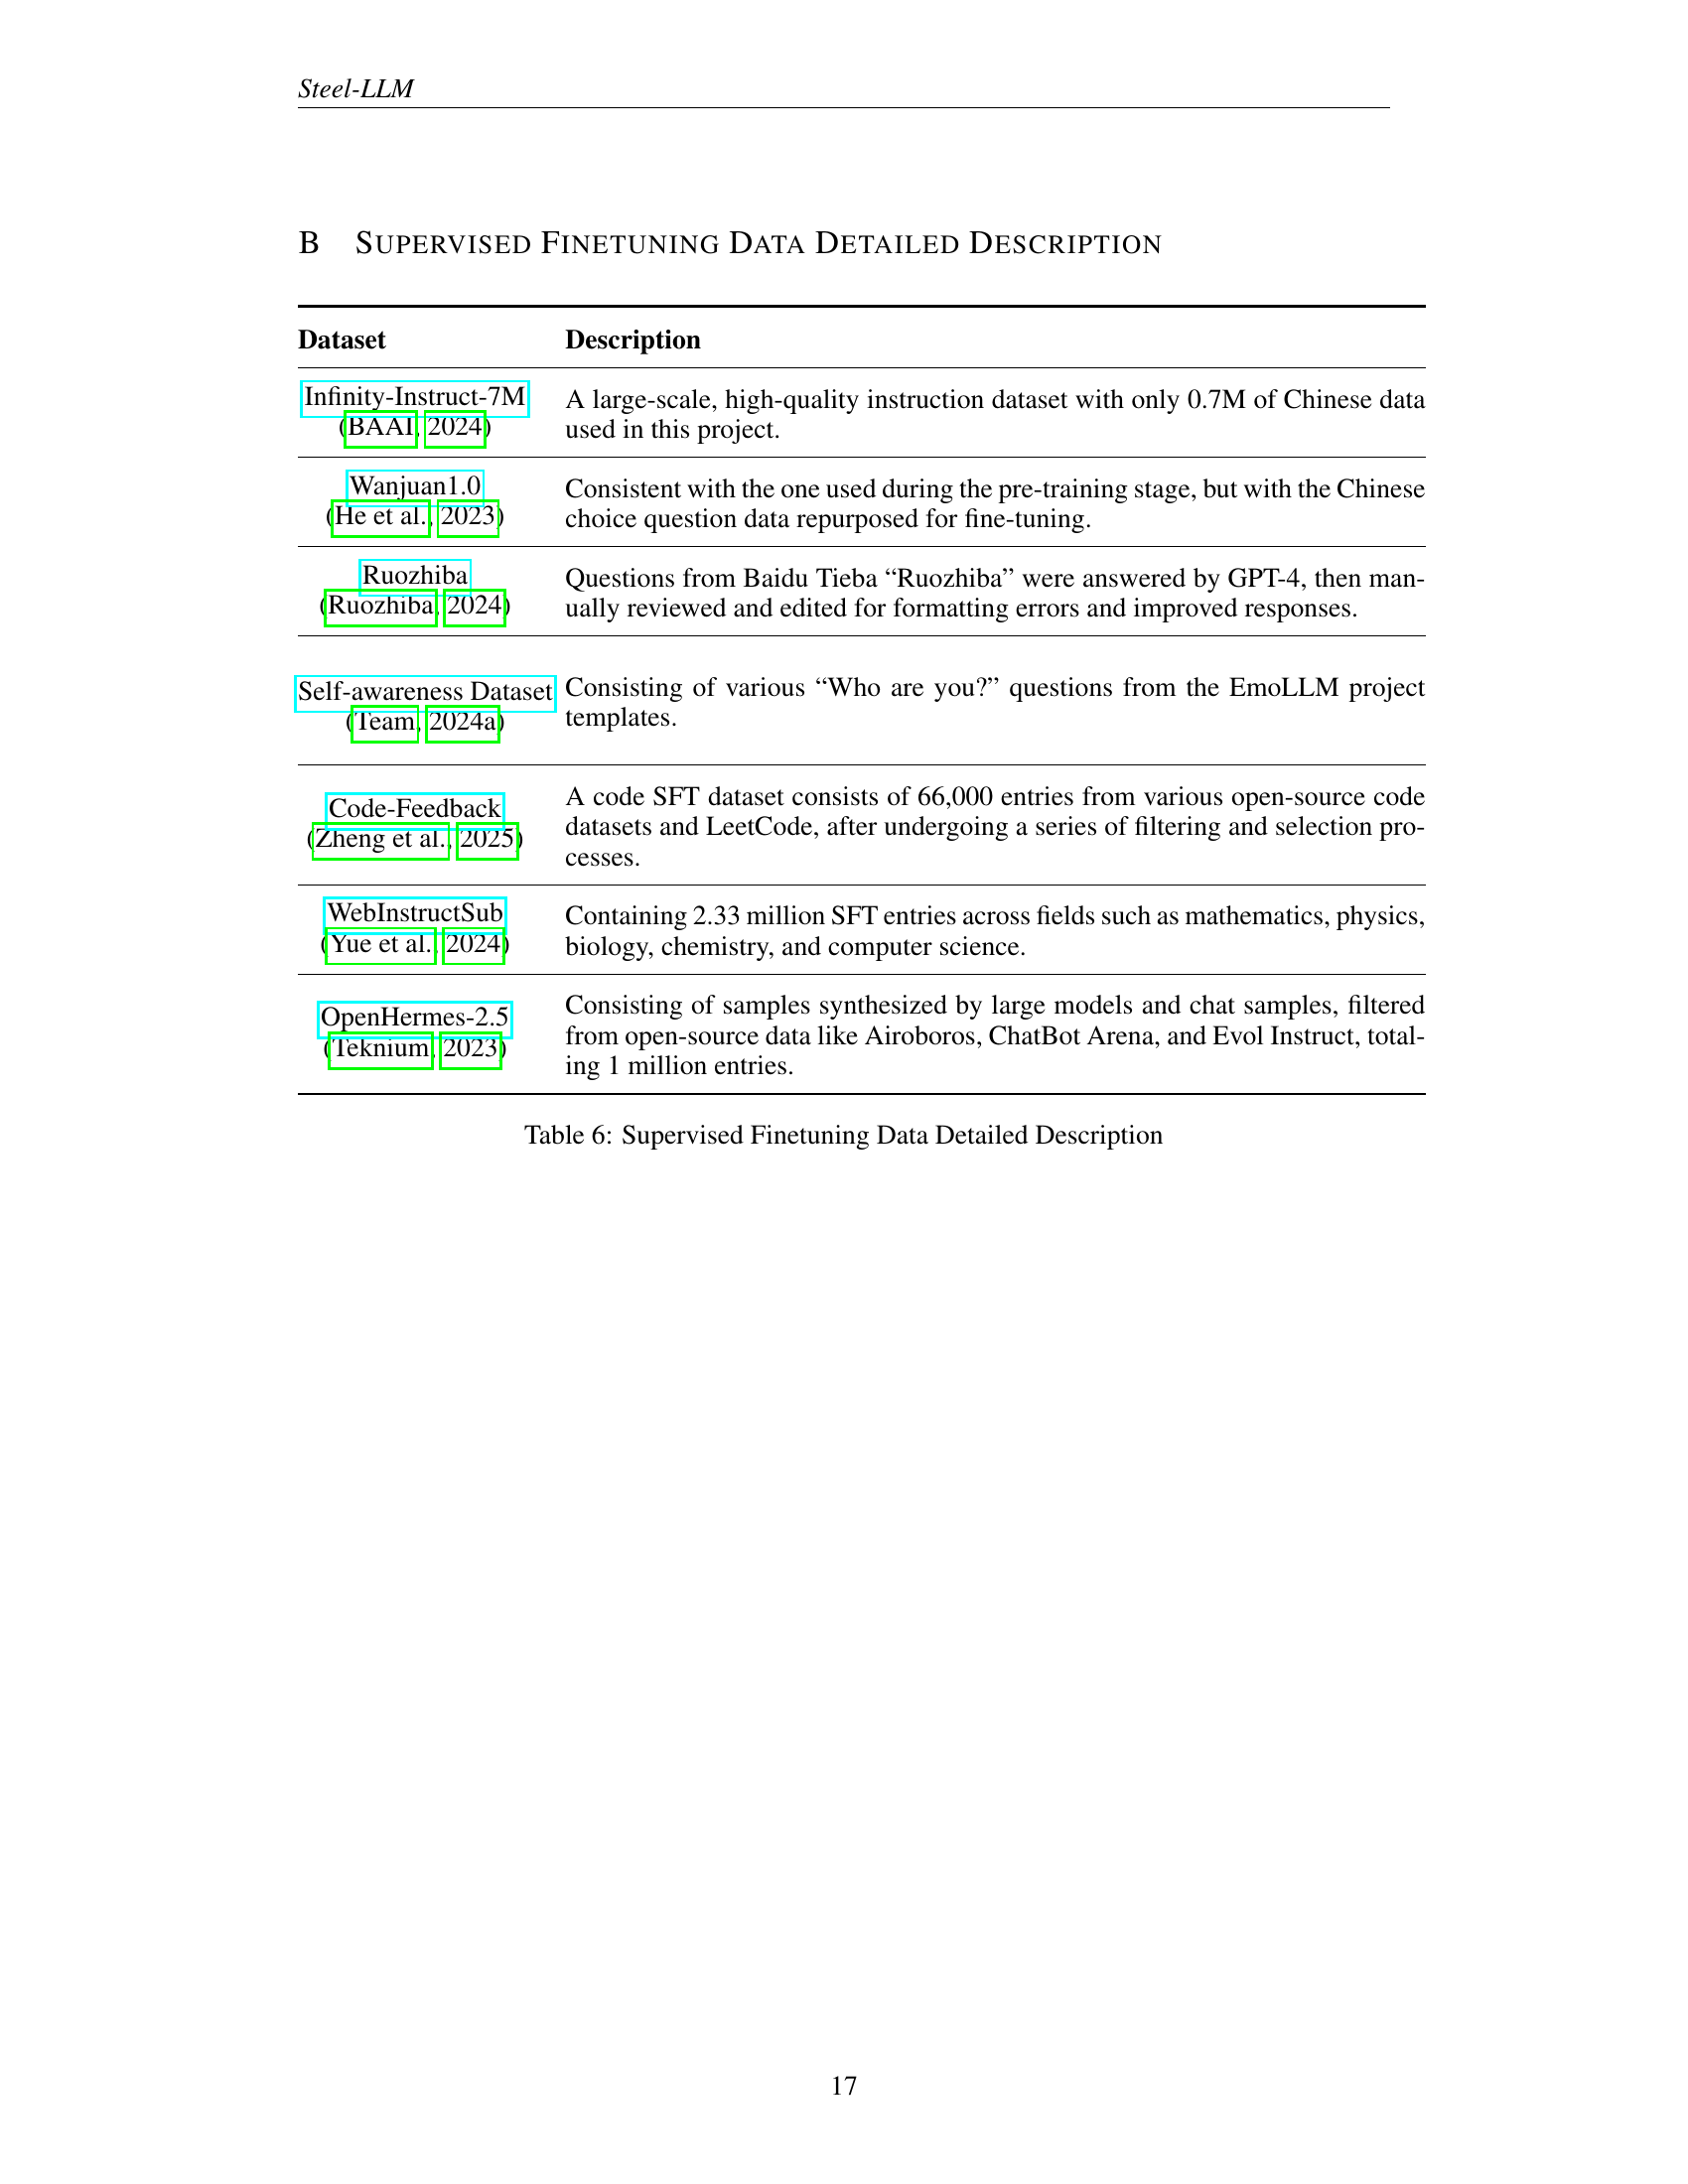 Steel-LLM
B SUPERVISED FINETUNING DATA DETAILED DESCRIPTION
Dataset Description
Infinity-Instruct-7M
(BAAI, 2024)
A large-scale, high-quality instruction dataset with only 0.7M of Chinese data
used in this project.
Wanjuan1.0
(He et al., 2023)
Consistent with the one used during the pre-training stage, but with the Chinese
choice question data repurposed for fine-tuning.
Ruozhiba
(Ruozhiba, 2024)
Questions from Baidu Tieba “Ruozhiba” were answered by GPT-4, then man-
ually reviewed and edited for formatting errors and improved responses.
Self-awareness Dataset
(Team, 2024a)
Consisting of various “Who are you?” questions from the EmoLLM project
templates.
Code-Feedback
(Zheng et al., 2025)
A code SFT dataset consists of 66,000 entries from various open-source code
datasets and LeetCode, after undergoing a series of filtering and selection pro-
cesses.
WebInstructSub
(Yue et al., 2024)
Containing 2.33 million SFT entries across fields such as mathematics, physics,
biology, chemistry, and computer science.
OpenHermes-2.5
(Teknium, 2023)
Consisting of samples synthesized by large models and chat samples, filtered
from open-source data like Airoboros, ChatBot Arena, and Evol Instruct, total-
ing 1 million entries.
Table 6: Supervised Finetuning Data Detailed Description
17